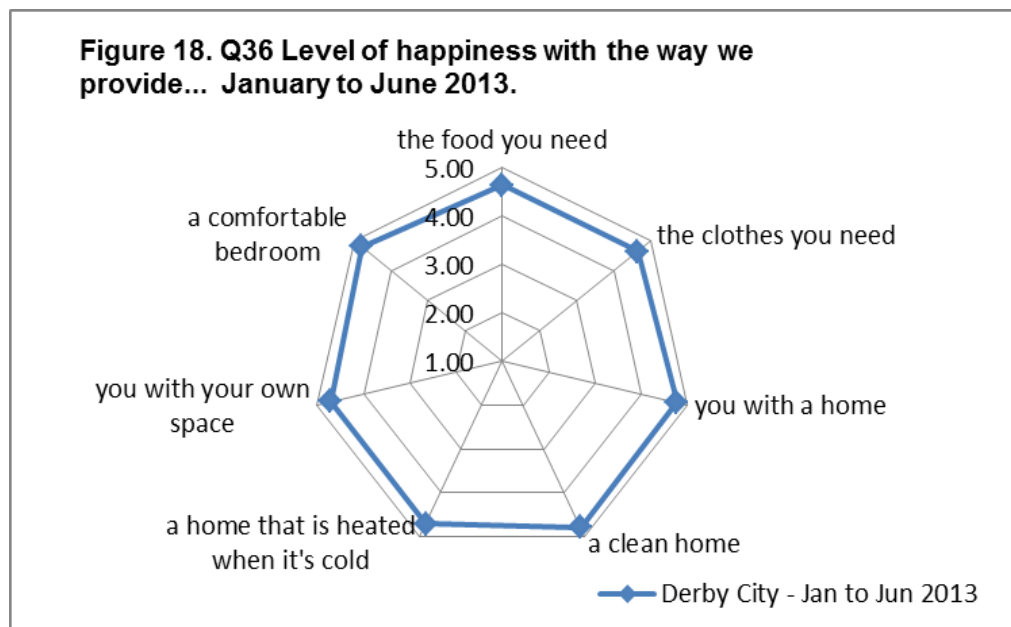 Figure 18. Q36 Level of happiness with the way we
provide... January to June 2013.
the food you need
5.00
4.00
3.00
2.00
1.00
the clothes you need
you with a home
a clean home
a home that is heated
when it's cold
you with your own
space
a comfortable
bedroom
Derby City - Jan to Jun 2013